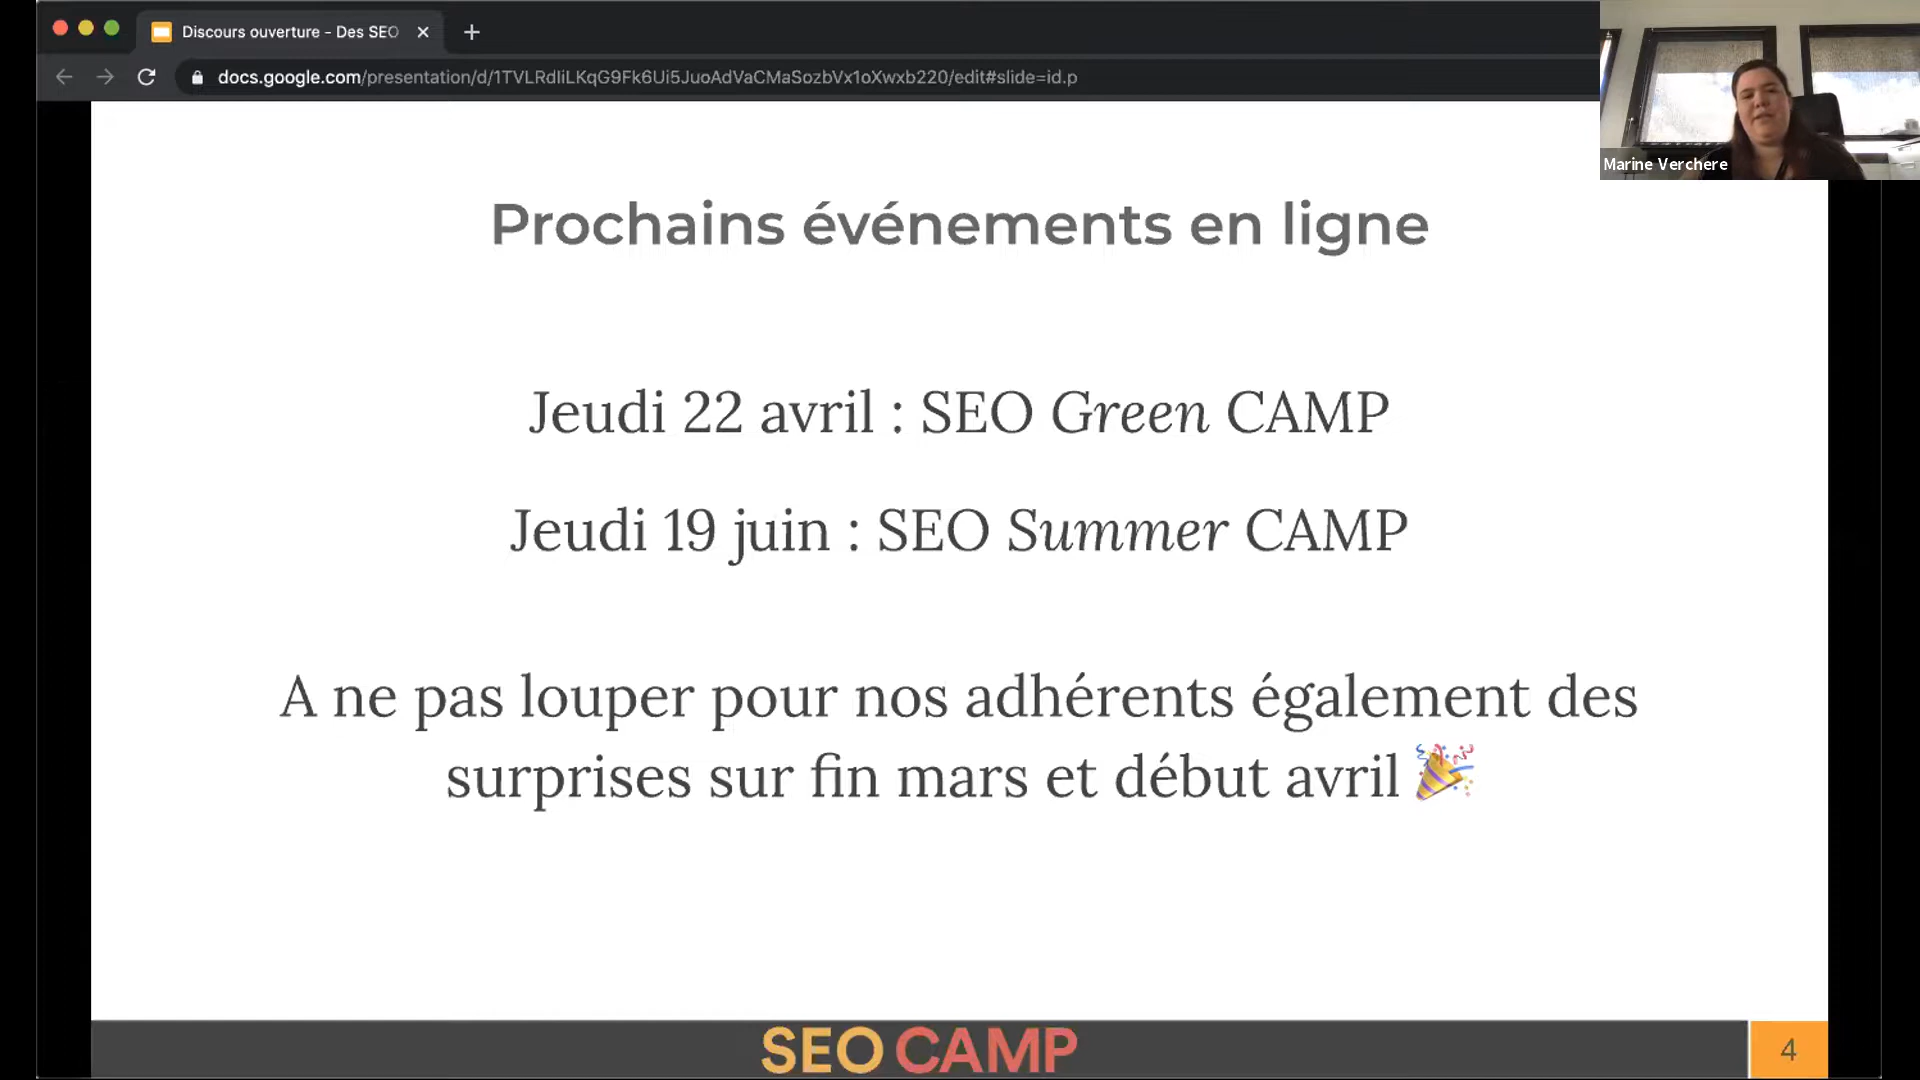 Discours ouverture - Des SEO
docs.google.com/presentation/d/1TVLRdIiLKqG9Fk6Ui5JuoAdVaCMaSozbVx1oXwxb220/edit#slide=id.p
Marine Verchere
Prochains événements en ligne
Jeudi 22 avril : SEO Green CAMP
Jeudi 19 juin : SEO Summer CAMP
A ne pas louper pour nos adhérents également des
surprises sur fin mars et début avril 🎉
SEO CAMP
4